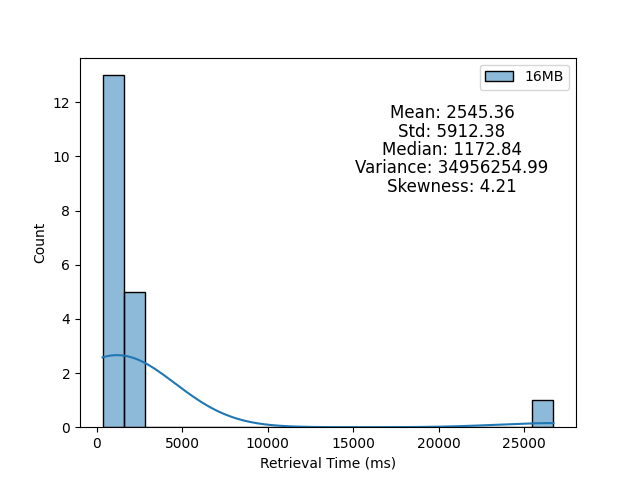 16MB
Mean: 2545.36
Std: 5912.38
Median: 1172.84
Variance: 34956254.99
Skewness: 4.21
Count
12
10
8
6
4
2
0
0 5000 10000 15000 20000 25000
Retrieval Time (ms)